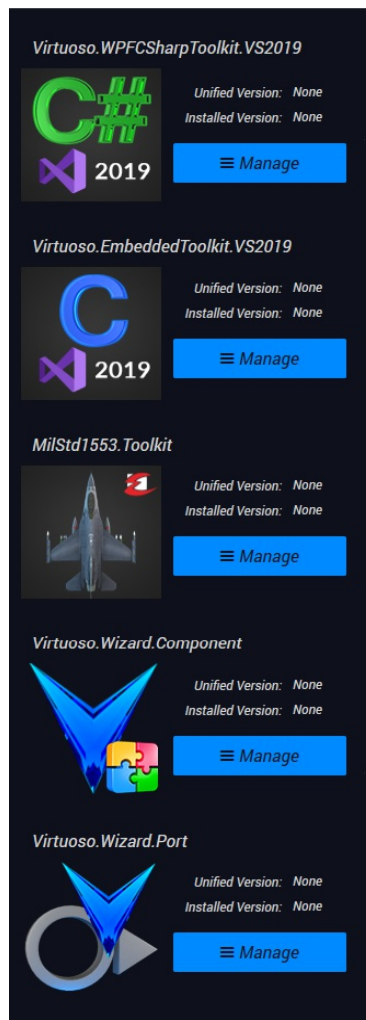 Virtuoso.WPFCSharpToolkit.VS2019
C#
2019
Unified Version: None
Installed Version: None
Manage
Virtuoso.EmbeddedToolkit.VS2019
C
2019
Unified Version: None
Installed Version: None
Manage
MilStd1553.Toolkit
Unified Version: None
Installed Version: None
Manage
Virtuoso.Wizard.Component
Unified Version: None
Installed Version: None
Manage
Virtuoso.Wizard.Port
Unified Version: None
Installed Version: None
Manage